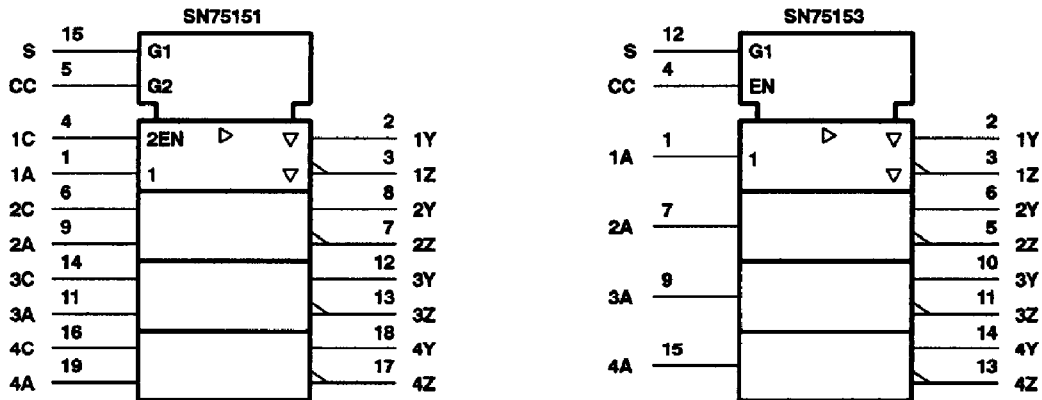 SN75151
S 15 G1
CC 5 G2
1C 4 2EN ▷ ▽ 2 1Y
1A 1 1 ▽ 3 1Z
2C 6 8 2Y
2A 9 7 2Z
3C 14 12 3Y
3A 11 13 3Z
4C 16 18 4Y
4A 19 17 4Z
SN75153
S 12 G1
CC 4 EN
▷ ▽ 2 1Y
1A 1 1
▽ 3 1Z
6 2Y
2A 7
5 2Z
10 3Y
3A 9
11 3Z
14 4Y
4A 15
13 4Z